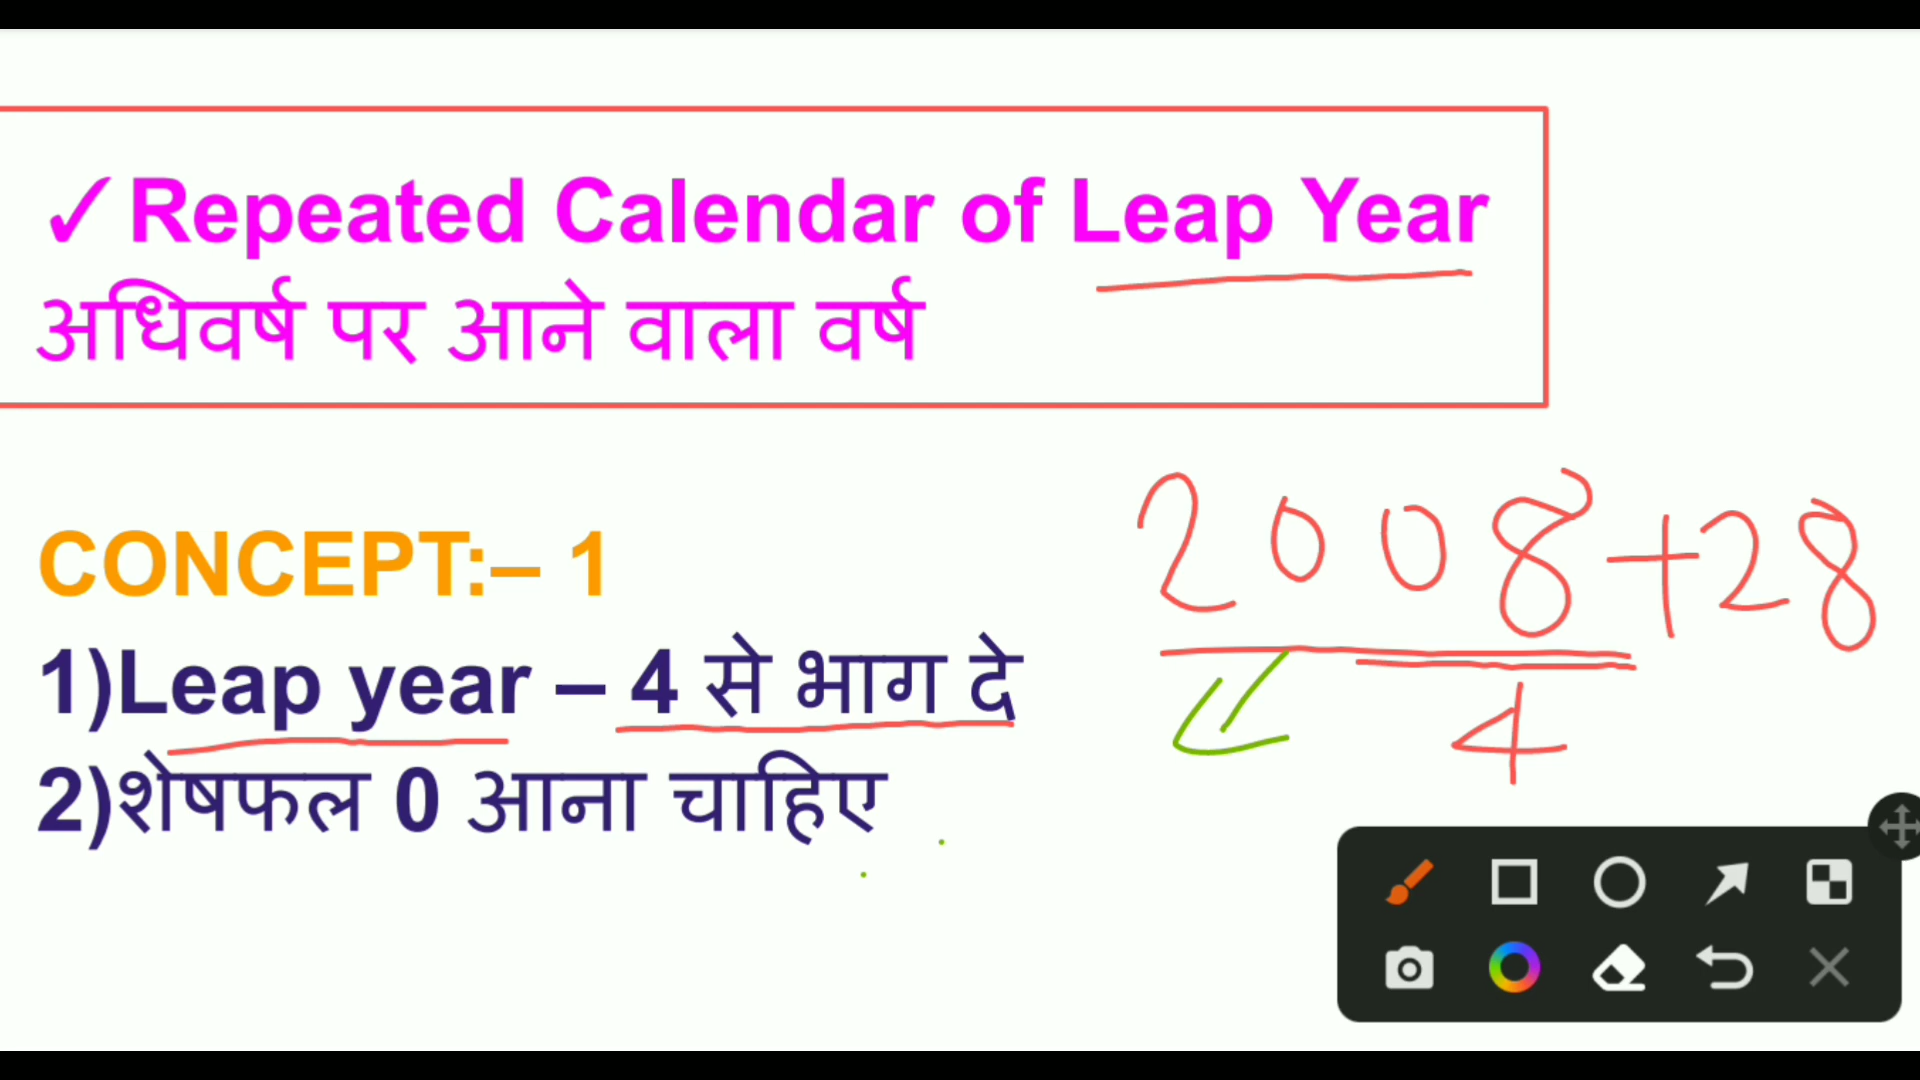 ✓Repeated Calendar of Leap Year
अधिवर्ष पर आने वाला वर्ष
CONCEPT:– 1
1)Leap year – 4 से भाग दे
2)शेषफल 0 आना चाहिए
2008+28
4